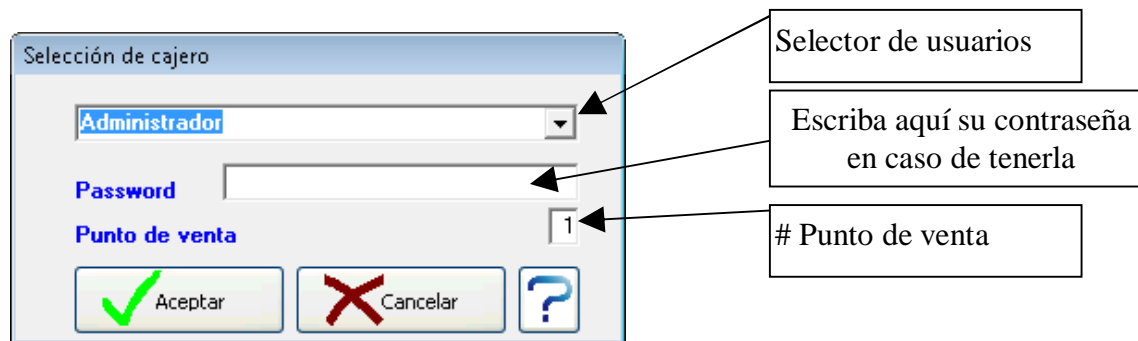 Selección de cajero
Administrador
Password
Punto de venta
1
Aceptar
Cancelar
?
Selector de usuarios
Escriba aquí su contraseña
en caso de tenerla
# Punto de venta